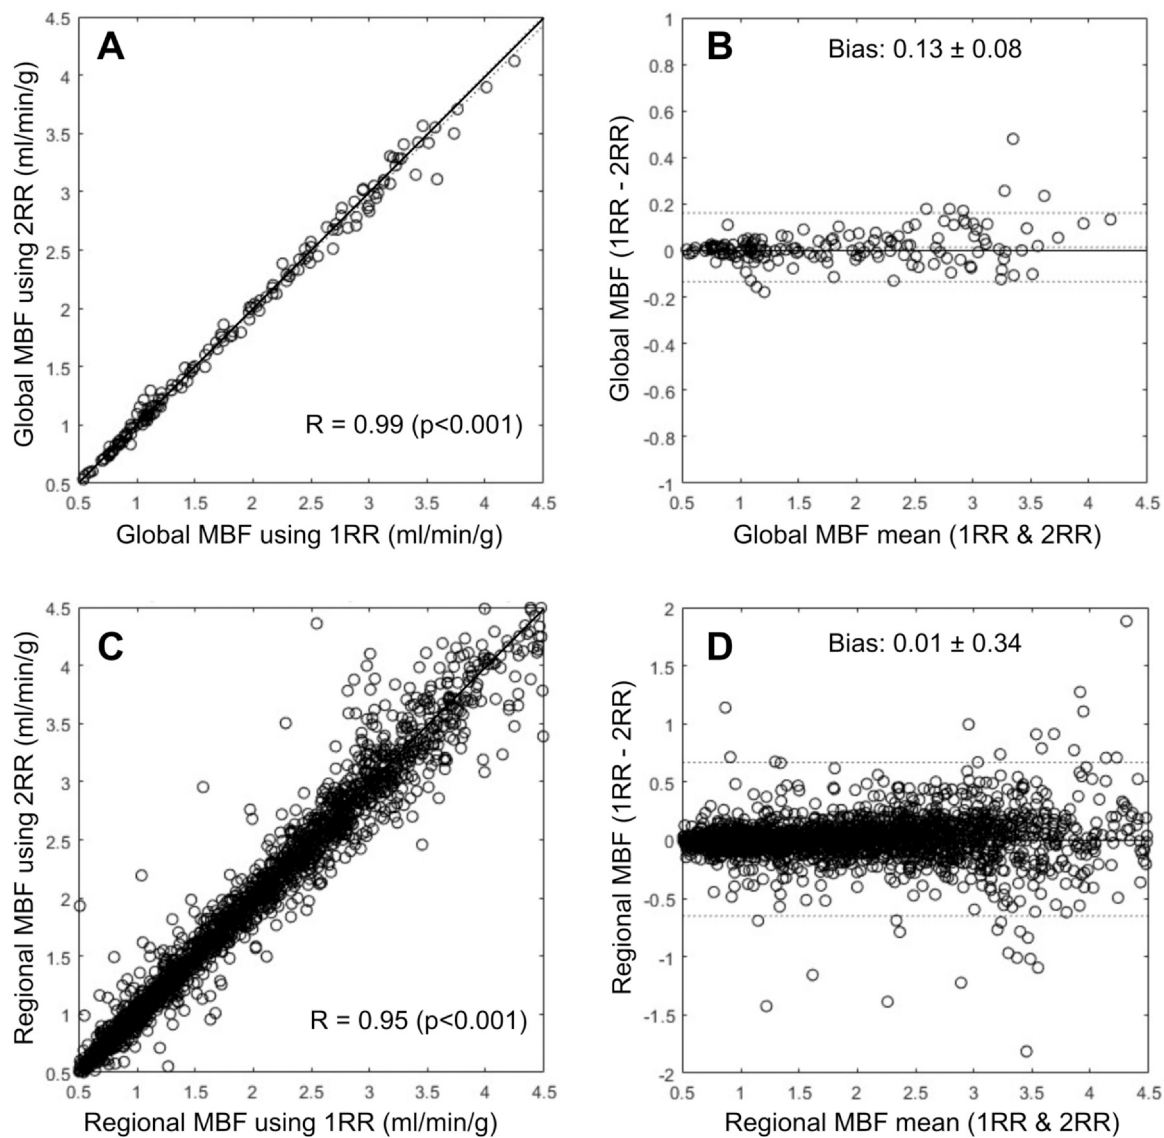 A
Global MBF using 2RR (ml/min/g)
4.5
4
3.5
3
2.5
2
1.5
1
0.5
R = 0.99 (p<0.001)
0.5 1 1.5 2 2.5 3 3.5 4 4.5
Global MBF using 1RR (ml/min/g)
B
Bias: 0.13 ± 0.08
Global MBF (1RR - 2RR)
1
0.8
0.6
0.4
0.2
0
-0.2
-0.4
-0.6
-0.8
-1
0.5 1 1.5 2 2.5 3 3.5 4 4.5
Global MBF mean (1RR & 2RR)
C
Regional MBF using 2RR (ml/min/g)
4.5
4
3.5
3
2.5
2
1.5
1
0.5
R = 0.95 (p<0.001)
0.5 1 1.5 2 2.5 3 3.5 4 4.5
Regional MBF using 1RR (ml/min/g)
D
Bias: 0.01 ± 0.34
Regional MBF (1RR - 2RR)
2
1.5
1
0.5
0
-0.5
-1
-1.5
-2
0.5 1 1.5 2 2.5 3 3.5 4 4.5
Regional MBF mean (1RR & 2RR)